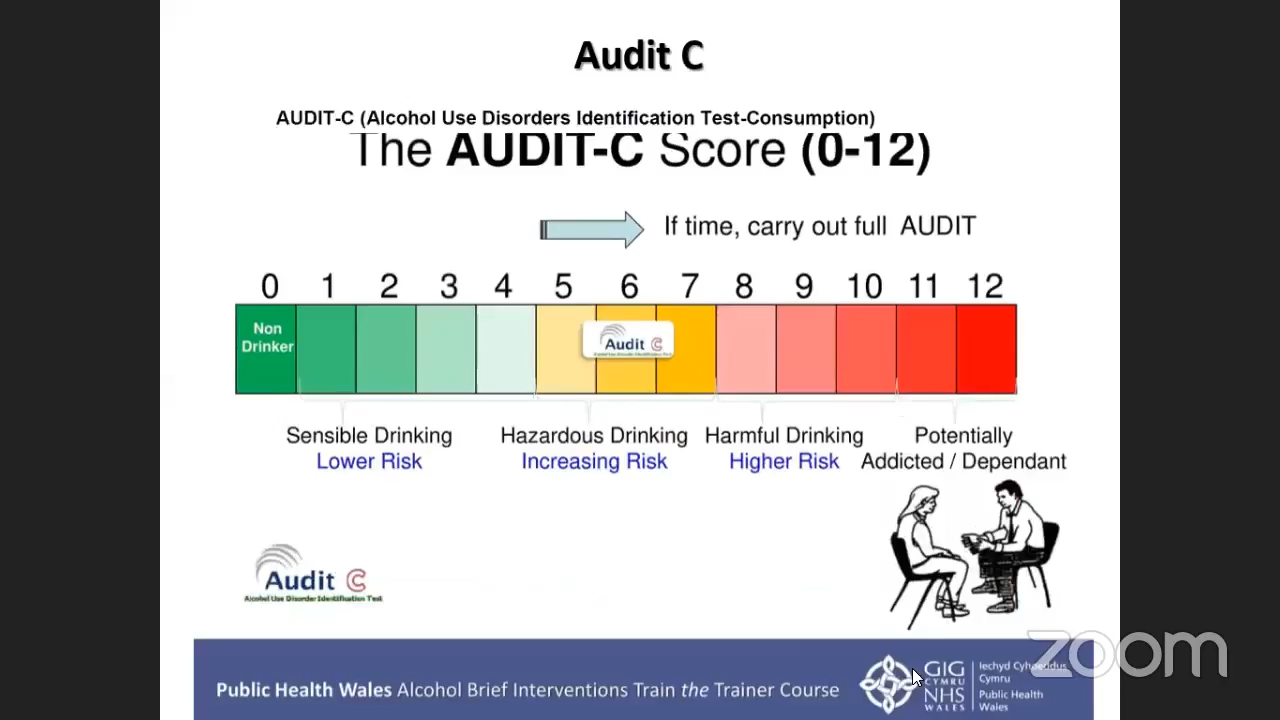 Audit C
AUDIT-C (Alcohol Use Disorders Identification Test-Consumption)
The AUDIT-C Score (0-12)
If time, carry out full AUDIT
0 1 2 3 4 5 6 7 8 9 10 11 12
Non
Drinker
Audit C
Sensible Drinking
Lower Risk
Hazardous Drinking
Increasing Risk
Harmful Drinking
Higher Risk
Potentially
Addicted / Dependant
Audit C
Alcohol Use Disorder Identification Test
Public Health Wales Alcohol Brief Interventions Train the Trainer Course
GIG
CYMRU
NHS
WALES
Iechyd Cyhoeddus
Cymru
Public Health
Wales
zoom